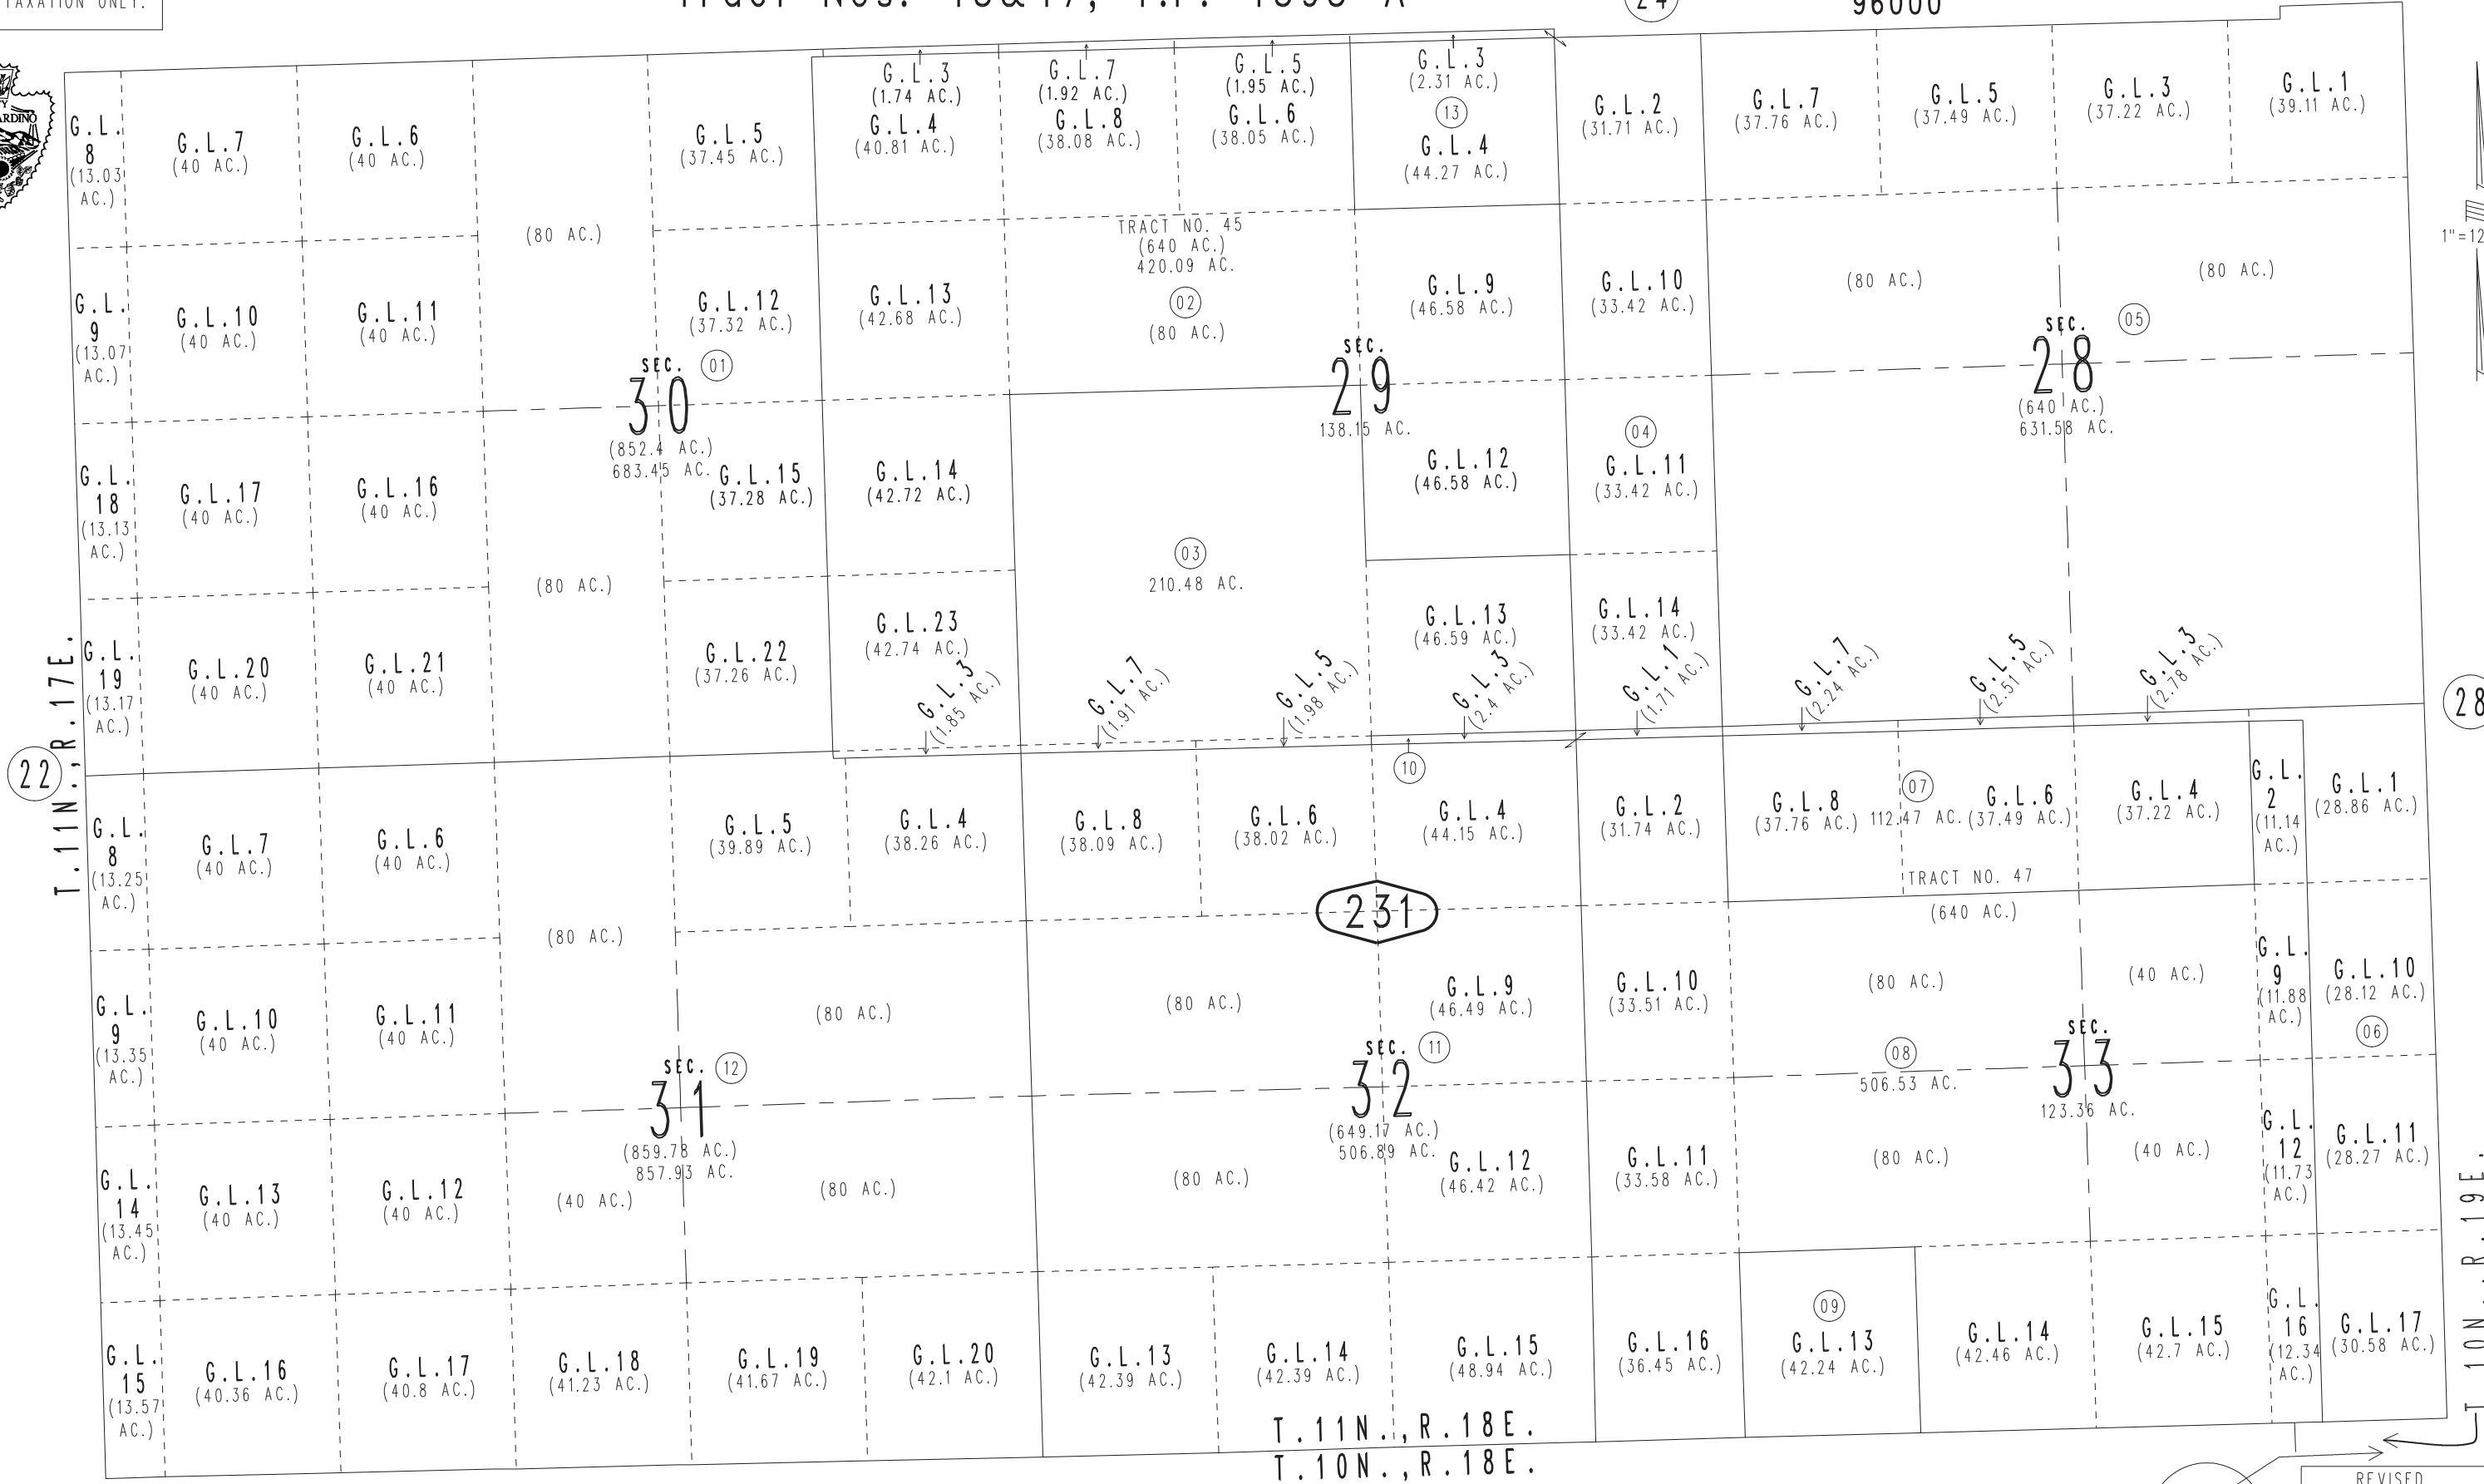 TAXATION ONLY.
96000
G.L.8 (13.03 AC.)
G.L.7 (40 AC.)
G.L.6 (40 AC.)
(80 AC.)
G.L.5 (37.45 AC.)
G.L.3 (1.74 AC.)
G.L.4 (40.81 AC.)
G.L.7 (1.92 AC.)
G.L.8 (38.08 AC.)
G.L.5 (1.95 AC.)
G.L.6 (38.05 AC.)
G.L.3 (2.31 AC.)
13
G.L.4 (44.27 AC.)
G.L.2 (31.71 AC.)
G.L.7 (37.76 AC.)
G.L.5 (37.49 AC.)
G.L.3 (37.22 AC.)
G.L.1 (39.11 AC.)
TRACT NO. 45
(640 AC.)
420.09 AC.
02
(80 AC.)
G.L.9 (13.07 AC.)
G.L.10 (40 AC.)
G.L.11 (40 AC.)
G.L.12 (37.32 AC.)
G.L.13 (42.68 AC.)
G.L.9 (46.58 AC.)
G.L.10 (33.42 AC.)
(80 AC.)
(80 AC.)
SEC. 30
01
(852.4 AC.)
683.45 AC.
SEC. 29
138.15 AC.
SEC. 28
05
(640 AC.)
631.58 AC.
G.L.18 (13.13 AC.)
G.L.17 (40 AC.)
G.L.16 (40 AC.)
G.L.15 (37.28 AC.)
G.L.14 (42.72 AC.)
G.L.12 (46.58 AC.)
04
G.L.11 (33.42 AC.)
03
210.48 AC.
(80 AC.)
G.L.19 (13.17 AC.)
G.L.20 (40 AC.)
G.L.21 (40 AC.)
G.L.22 (37.26 AC.)
G.L.23 (42.74 AC.)
G.L.13 (46.59 AC.)
G.L.14 (33.42 AC.)
G.L.3 (1.85 AC.)
G.L.7 (1.91 AC.)
G.L.5 (1.98 AC.)
G.L.3 (2.4 AC.)
G.L.1 (1.71 AC.)
G.L.7 (2.24 AC.)
G.L.5 (2.51 AC.)
G.L.3 (2.78 AC.)
T.11N.,R.17E.
22
28
10
G.L.8 (13.25 AC.)
G.L.7 (40 AC.)
G.L.6 (40 AC.)
(80 AC.)
G.L.5 (39.89 AC.)
G.L.4 (38.26 AC.)
G.L.8 (38.09 AC.)
G.L.6 (38.02 AC.)
G.L.4 (44.15 AC.)
G.L.2 (31.74 AC.)
G.L.8 (37.76 AC.)
07
112.47 AC.
G.L.6 (37.49 AC.)
G.L.4 (37.22 AC.)
G.L.2 (11.14 AC.)
G.L.1 (28.86 AC.)
TRACT NO. 47
(640 AC.)
231
G.L.9 (13.35 AC.)
G.L.10 (40 AC.)
G.L.11 (40 AC.)
(80 AC.)
(80 AC.)
G.L.9 (46.49 AC.)
G.L.10 (33.51 AC.)
(80 AC.)
(40 AC.)
G.L.9 (11.88 AC.)
G.L.10 (28.12 AC.)
06
SEC. 31
12
(859.78 AC.)
857.93 AC.
SEC. 32
11
(649.17 AC.)
506.89 AC.
08
506.53 AC.
SEC. 33
123.36 AC.
G.L.14 (13.45 AC.)
G.L.13 (40 AC.)
G.L.12 (40 AC.)
(40 AC.)
(80 AC.)
(80 AC.)
G.L.12 (46.42 AC.)
G.L.11 (33.58 AC.)
(80 AC.)
(40 AC.)
G.L.12 (11.73 AC.)
G.L.11 (28.27 AC.)
G.L.15 (13.57 AC.)
G.L.16 (40.36 AC.)
G.L.17 (40.8 AC.)
G.L.18 (41.23 AC.)
G.L.19 (41.67 AC.)
G.L.20 (42.1 AC.)
G.L.13 (42.39 AC.)
G.L.14 (42.39 AC.)
G.L.15 (48.94 AC.)
G.L.16 (36.45 AC.)
09
G.L.13 (42.24 AC.)
G.L.14 (42.46 AC.)
G.L.15 (42.7 AC.)
G.L.16 (12.34 AC.)
G.L.17 (30.58 AC.)
T.11N.,R.18E.
T.10N.,R.18E.
T 10N.,R.19E.
REVISED